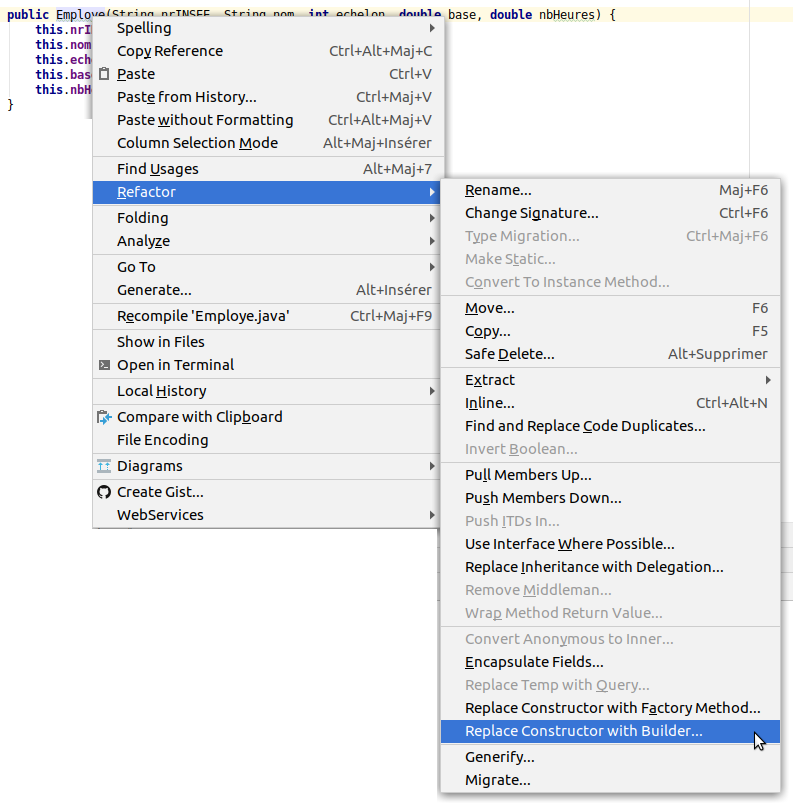 public Employe(String nrINSEE, String nom, int echelon, double base, double nbHeures) {
this.nrI
this.nom
this.eche
this.bas
this.nbH
}
Spelling
Copy Reference Ctrl+Alt+Maj+C
Paste Ctrl+V
Paste from History... Ctrl+Maj+V
Paste without Formatting Ctrl+Alt+Maj+V
Column Selection Mode Alt+Maj+Insérer
Find Usages Alt+Maj+7
Refactor
Folding
Analyze
Go To
Generate... Alt+Insérer
Recompile 'Employe.java' Ctrl+Maj+F9
Show in Files
Open in Terminal
Local History
Compare with Clipboard
File Encoding
Diagrams
Create Gist...
WebServices
Rename... Maj+F6
Change Signature... Ctrl+F6
Type Migration... Ctrl+Maj+F6
Make Static...
Convert To Instance Method...
Move... F6
Copy... F5
Safe Delete... Alt+Supprimer
Extract
Inline... Ctrl+Alt+N
Find and Replace Code Duplicates...
Invert Boolean...
Pull Members Up...
Push Members Down...
Push ITDs In...
Use Interface Where Possible...
Replace Inheritance with Delegation...
Remove Middleman...
Wrap Method Return Value...
Convert Anonymous to Inner...
Encapsulate Fields...
Replace Temp with Query...
Replace Constructor with Factory Method...
Replace Constructor with Builder...
Generify...
Migrate...